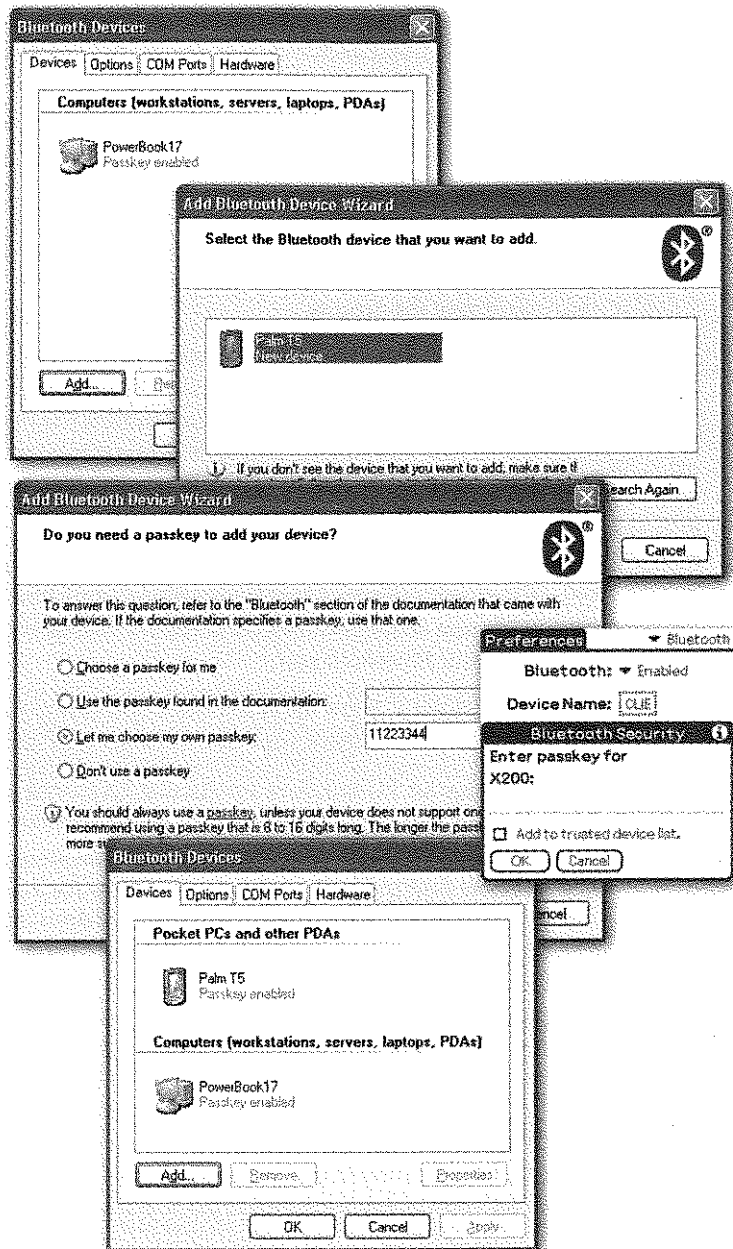 Bluetooth Devices
Devices Options COM Ports Hardware
Computers (workstations, servers, laptops, PDAs)
PowerBook17
Passkey enabled
Add...
Add Bluetooth Device Wizard
Select the Bluetooth device that you want to add.
®
Palm T5
New device
If you don't see the device that you want to add, make sure
earch Again
Cancel
Add Bluetooth Device Wizard
Do you need a passkey to add your device?
®
To answer this question, refer to the "Bluetooth" section of the documentation that came with
your device. If the documentation specifies a passkey, use that one.
Choose a passkey for me
Use the passkey found in the documentation:
Let me choose my own passkey: 11223344
Don't use a passkey
You should always use a passkey, unless your device does not support
recommend using a passkey that is 8 to 16 digits long. The longer the
more
ncel
Preferences Bluetooth
Bluetooth: Enabled
Device Name: CLIE
Bluetooth Security
Enter passkey for
X200:
Add to trusted device list.
OK Cancel
Bluetooth Devices
Devices Options COM Ports Hardware
Pocket PCs and other PDAs
Palm T5
Passkey enabled
Computers (workstations, servers, laptops, PDAs)
PowerBook17
Passkey enabled
Add... Remove Properties
OK Cancel Apply